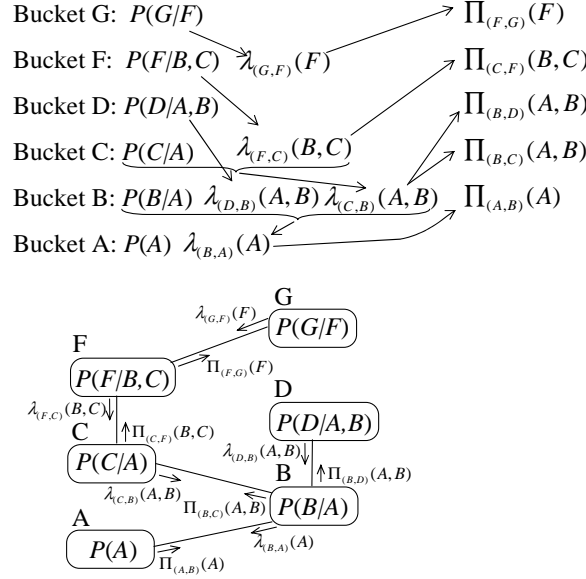 Bucket G: P(G/F) Π(F,G)(F)
Bucket F: P(F/B,C) λ(G,F)(F) Π(C,F)(B,C)
Bucket D: P(D/A,B) Π(B,D)(A,B)
Bucket C: P(C/A) λ(F,C)(B,C) Π(B,C)(A,B)
Bucket B: P(B/A) λ(D,B)(A,B) λ(C,B)(A,B) Π(A,B)(A)
Bucket A: P(A) λ(B,A)(A)
G
λ(G,F)(F)
P(G/F)
F
Π(F,G)(F)
P(F/B,C)
D
λ(F,C)(B,C)
P(D/A,B)
C
Π(C,F)(B,C)
λ(D,B)(A,B)
P(C/A)
B
Π(B,D)(A,B)
λ(C,B)(A,B)
Π(B,C)(A,B)
P(B/A)
A
λ(B,A)(A)
P(A)
Π(A,B)(A)